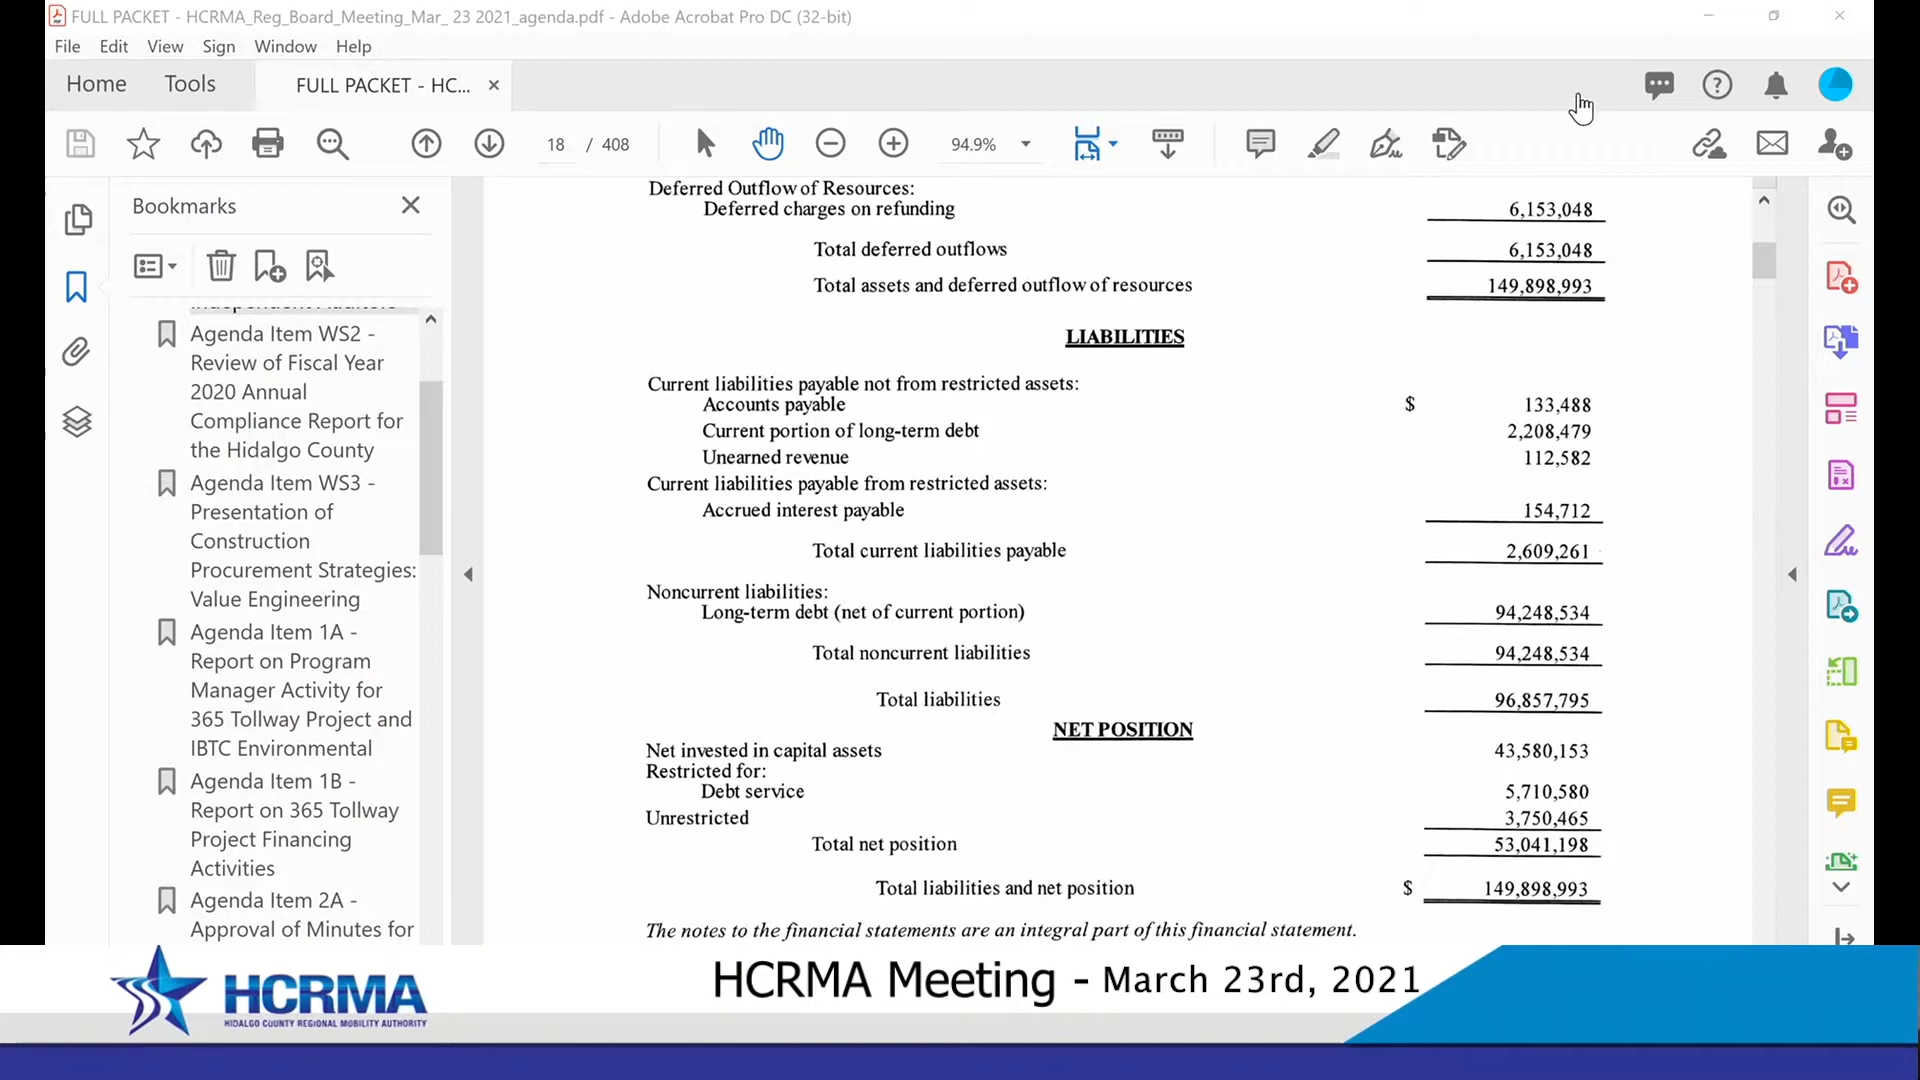 FULL PACKET - HCRMA_Reg_Board_Meeting_Mar_ 23 2021_agenda.pdf - Adobe Acrobat Pro DC (32-bit)
File Edit View Sign Window Help
Home Tools FULL PACKET - HC...
18 / 408 94.9%
Bookmarks
Agenda Item WS2 -
Review of Fiscal Year
2020 Annual
Compliance Report for
the Hidalgo County
Agenda Item WS3 -
Presentation of
Construction
Procurement Strategies:
Value Engineering
Agenda Item 1A -
Report on Program
Manager Activity for
365 Tollway Project and
IBTC Environmental
Agenda Item 1B -
Report on 365 Tollway
Project Financing
Activities
Agenda Item 2A -
Approval of Minutes for
Deferred Outflow of Resources:
Deferred charges on refunding 6,153,048
Total deferred outflows 6,153,048
Total assets and deferred outflow of resources 149,898,993
LIABILITIES
Current liabilities payable not from restricted assets:
Accounts payable $ 133,488
Current portion of long-term debt 2,208,479
Unearned revenue 112,582
Current liabilities payable from restricted assets:
Accrued interest payable 154,712
Total current liabilities payable 2,609,261
Noncurrent liabilities:
Long-term debt (net of current portion) 94,248,534
Total noncurrent liabilities 94,248,534
Total liabilities 96,857,795
NET POSITION
Net invested in capital assets 43,580,153
Restricted for:
Debt service 5,710,580
Unrestricted 3,750,465
Total net position 53,041,198
Total liabilities and net position $ 149,898,993
The notes to the financial statements are an integral part of this financial statement.
HCRMA
HIDALGO COUNTY REGIONAL MOBILITY AUTHORITY
HCRMA Meeting - March 23rd, 2021